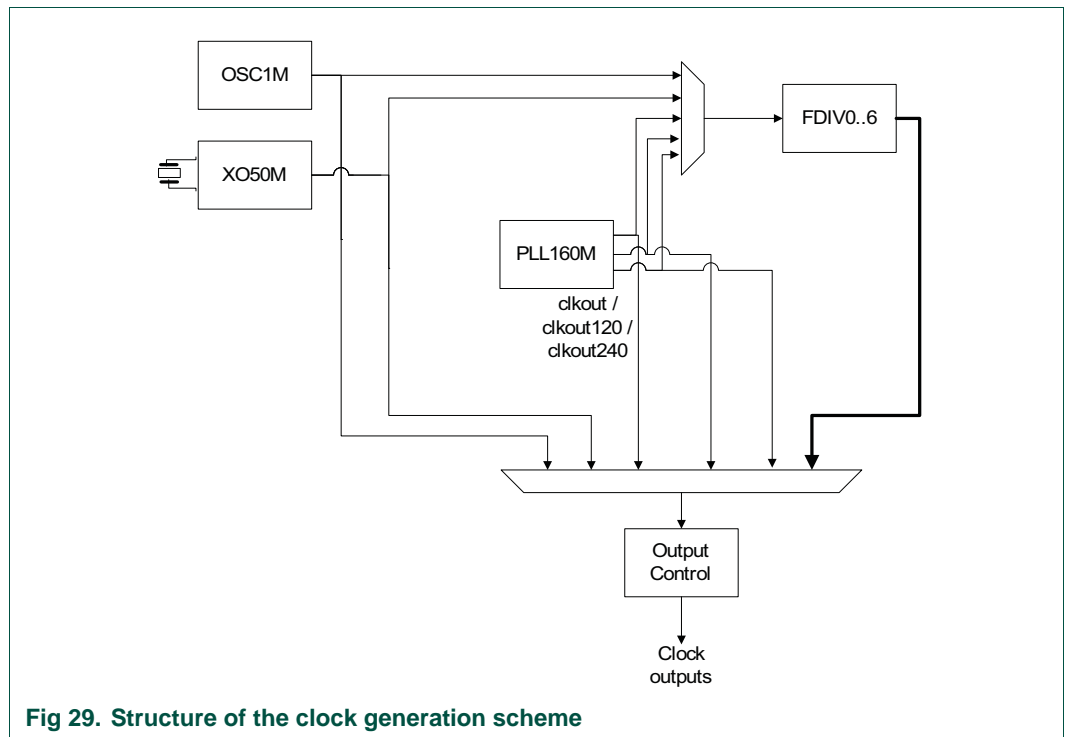 OSC1M
FDIV0..6
XO50M
PLL160M
clkout /
clkout120 /
clkout240
Output
Control
Clock
outputs
Fig 29. Structure of the clock generation scheme